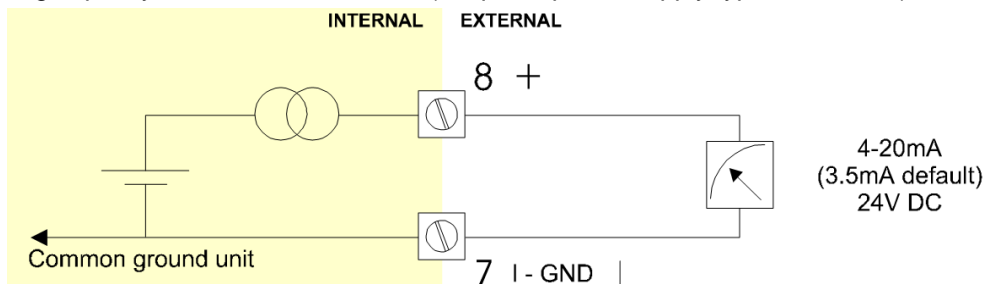 INTERNAL EXTERNAL
8 +
4-20mA
(3.5mA default)
24V DC
Common ground unit
7 I - GND